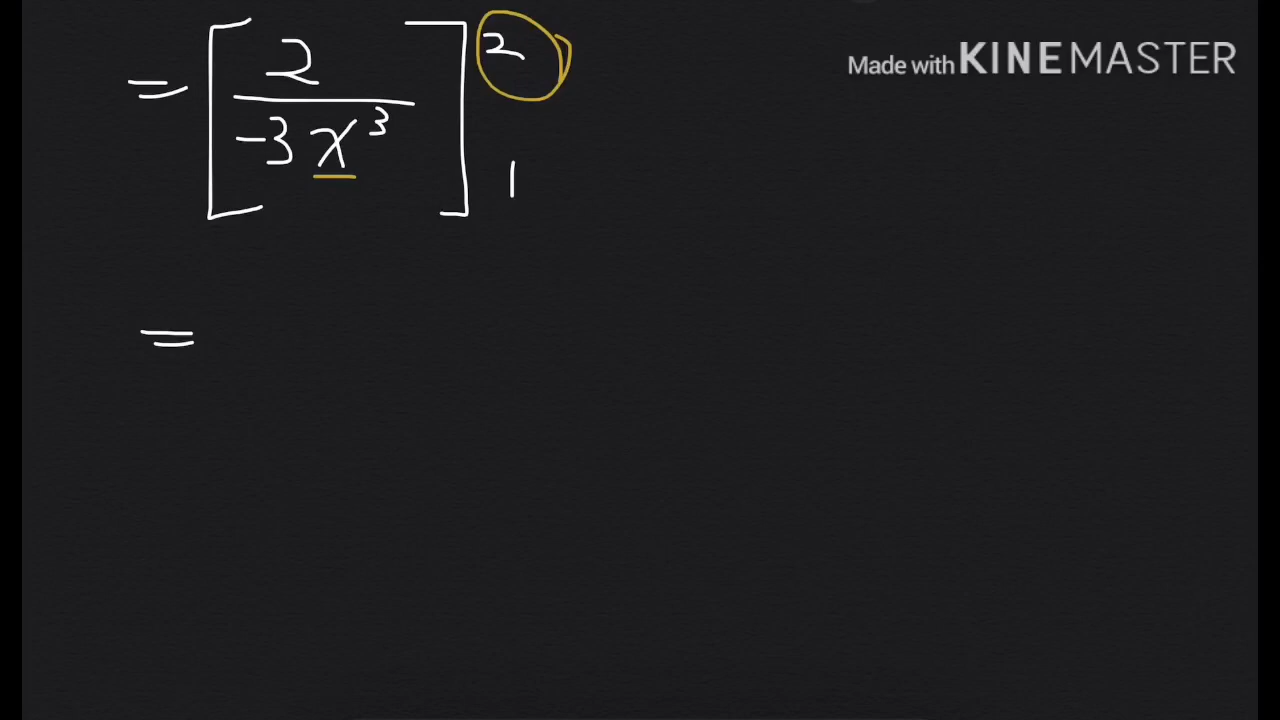 = [2 / -3x³]² Made with KINEMASTER
1
=